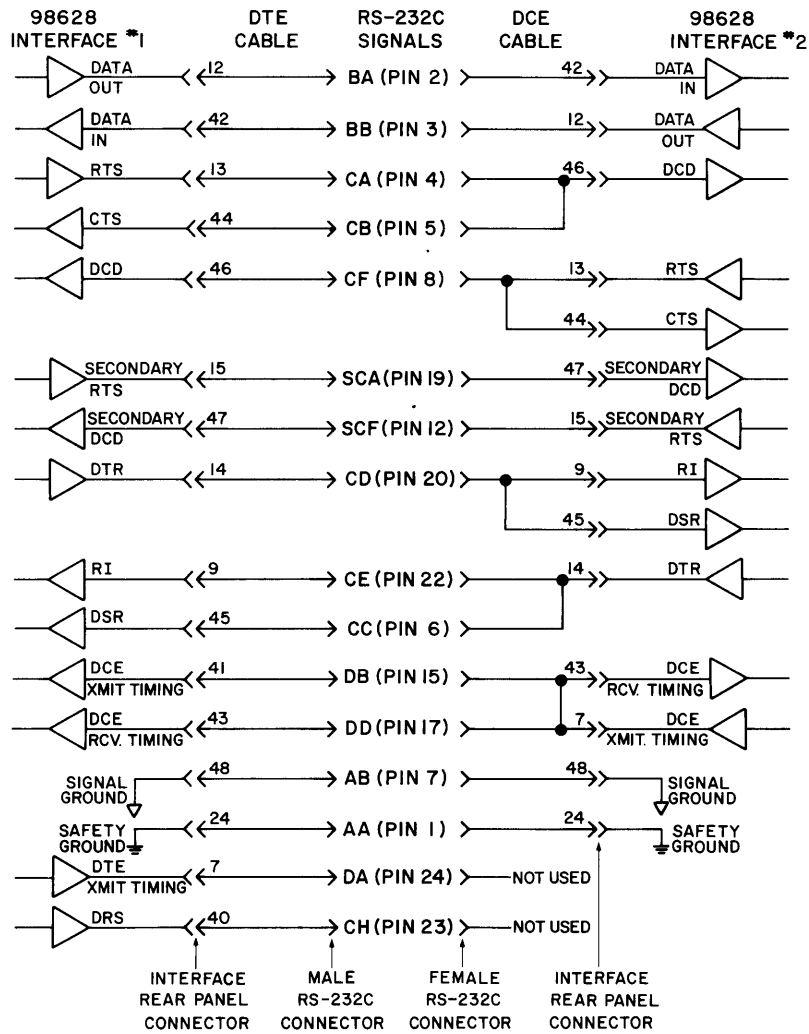 98628 INTERFACE #1 DTE CABLE RS-232C SIGNALS DCE CABLE 98628 INTERFACE #2
DATA OUT 12 BA (PIN 2) 42 DATA IN
DATA IN 42 BB (PIN 3) 12 DATA OUT
RTS 13 CA (PIN 4) 46 DCD
CTS 44 CB (PIN 5)
DCD 46 CF (PIN 8) 13 RTS
44 CTS
SECONDARY RTS 15 SCA (PIN 19) 47 SECONDARY DCD
SECONDARY DCD 47 SCF (PIN 12) 15 SECONDARY RTS
DTR 14 CD (PIN 20) 9 RI
45 DSR
RI 9 CE (PIN 22) 14 DTR
DSR 45 CC (PIN 6)
DCE XMIT TIMING 41 DB (PIN 15) 43 DCE RCV. TIMING
DCE RCV. TIMING 43 DD (PIN 17) 7 DCE XMIT. TIMING
SIGNAL GROUND 48 AB (PIN 7) 48 SIGNAL GROUND
SAFETY GROUND 24 AA (PIN 1) 24 SAFETY GROUND
DTE XMIT TIMING 7 DA (PIN 24) NOT USED
DRS 40 CH (PIN 23) NOT USED
INTERFACE REAR PANEL CONNECTOR MALE RS-232C CONNECTOR FEMALE RS-232C CONNECTOR INTERFACE REAR PANEL CONNECTOR